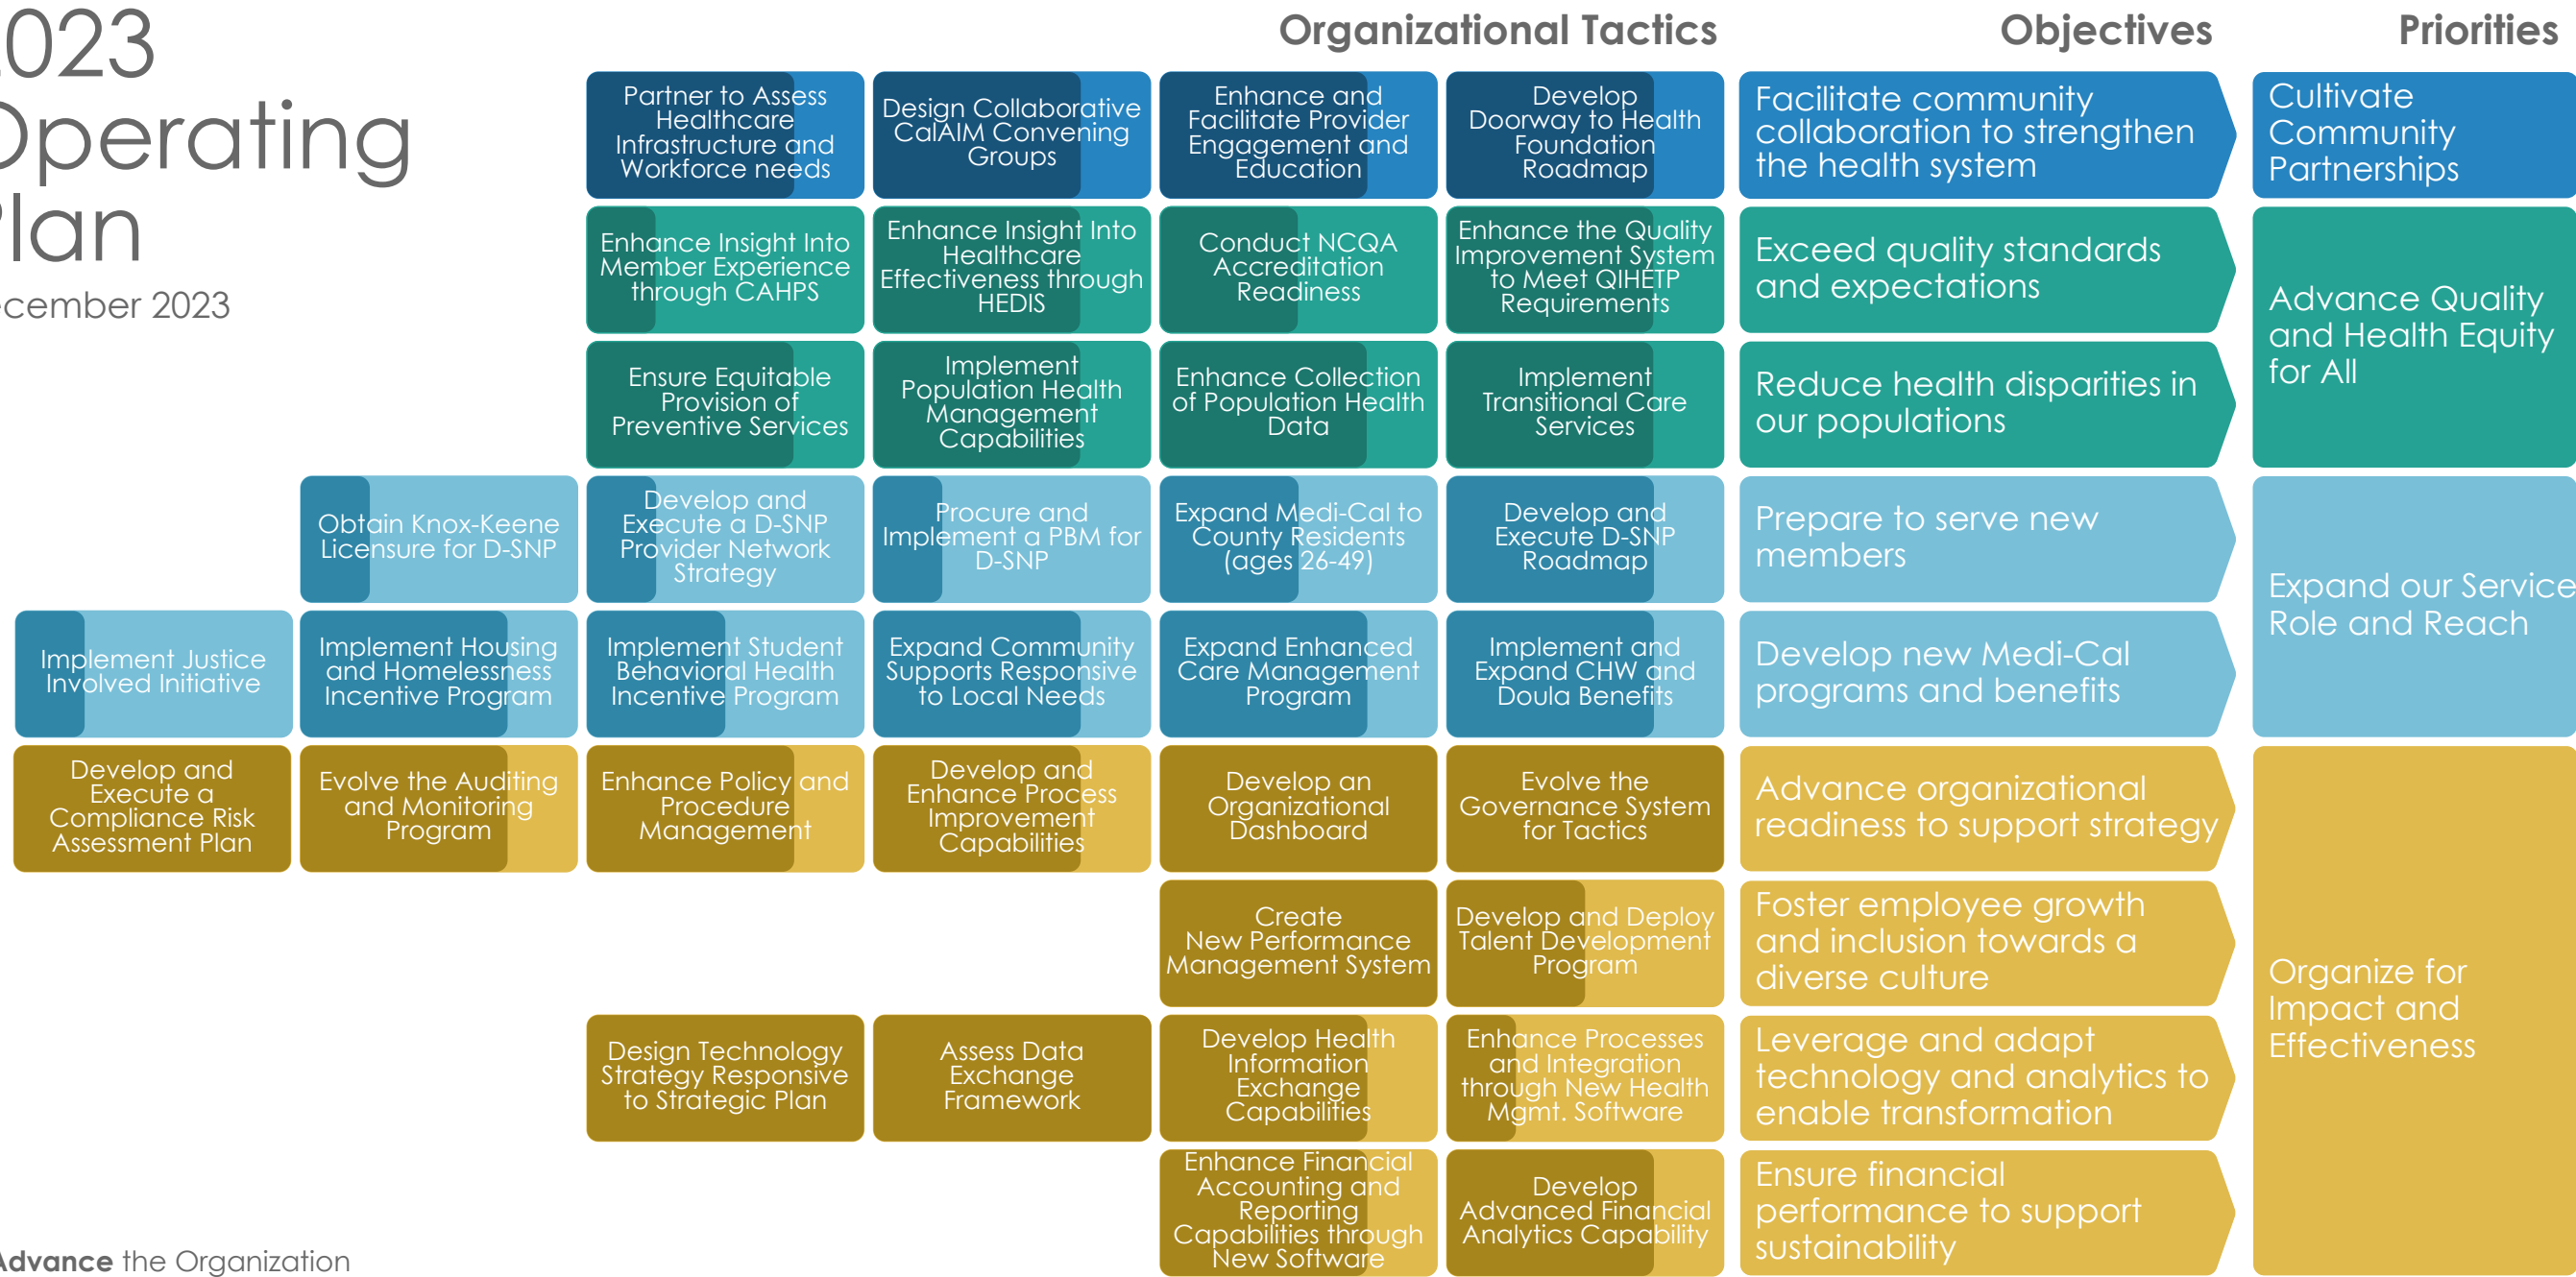 2023
Operating
Plan
ecember 2023
Organizational Tactics
Objectives
Priorities
Partner to Assess
Healthcare
Infrastructure and
Workforce needs
Design Collaborative
CalAIM Convening
Groups
Enhance and
Facilitate Provider
Engagement and
Education
Develop
Doorway to Health
Foundation
Roadmap
Facilitate community
collaboration to strengthen
the health system
Cultivate
Community
Partnerships
Enhance Insight Into
Member Experience
through CAHPS
Enhance Insight Into
Healthcare
Effectiveness through
HEDIS
Conduct NCQA
Accreditation
Readiness
Enhance the Quality
Improvement System
to Meet QIHETP
Requirements
Exceed quality standards
and expectations
Advance Quality
and Health Equity
for All
Ensure Equitable
Provision of
Preventive Services
Implement
Population Health
Management
Capabilities
Enhance Collection
of Population Health
Data
Implement
Transitional Care
Services
Reduce health disparities in
our populations
Obtain Knox-Keene
Licensure for D-SNP
Develop and
Execute a D-SNP
Provider Network
Strategy
Procure and
Implement a PBM for
D-SNP
Expand Medi-Cal to
County Residents
(ages 26-49)
Develop and
Execute D-SNP
Roadmap
Prepare to serve new
members
Expand our Service
Role and Reach
Implement Justice
Involved Initiative
Implement Housing
and Homelessness
Incentive Program
Implement Student
Behavioral Health
Incentive Program
Expand Community
Supports Responsive
to Local Needs
Expand Enhanced
Care Management
Program
Implement and
Expand CHW and
Doula Benefits
Develop new Medi-Cal
programs and benefits
Develop and
Execute a
Compliance Risk
Assessment Plan
Evolve the Auditing
and Monitoring
Program
Enhance Policy and
Procedure
Management
Develop and
Enhance Process
Improvement
Capabilities
Develop an
Organizational
Dashboard
Evolve the
Governance System
for Tactics
Advance organizational
readiness to support strategy
Create
New Performance
Management System
Develop and Deploy
Talent Development
Program
Foster employee growth
and inclusion towards a
diverse culture
Organize for
Impact and
Effectiveness
Design Technology
Strategy Responsive
to Strategic Plan
Assess Data
Exchange
Framework
Develop Health
Information
Exchange
Capabilities
Enhance Processes
and Integration
through New Health
Mgmt. Software
Leverage and adapt
technology and analytics to
enable transformation
Enhance Financial
Accounting and
Reporting
Capabilities through
New Software
Develop
Advanced Financial
Analytics Capability
Ensure financial
performance to support
sustainability
Advance the Organization